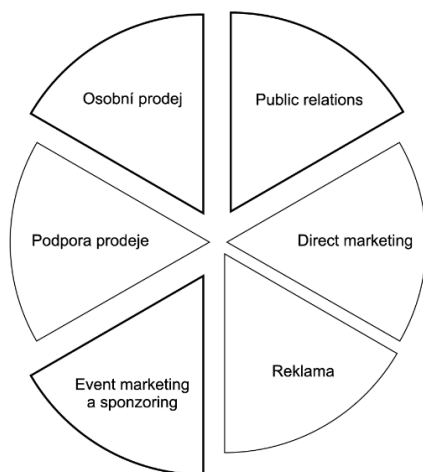 Osobní prodej
Public relations
Podpora prodeje
Direct marketing
Event marketing
a sponzoring
Reklama